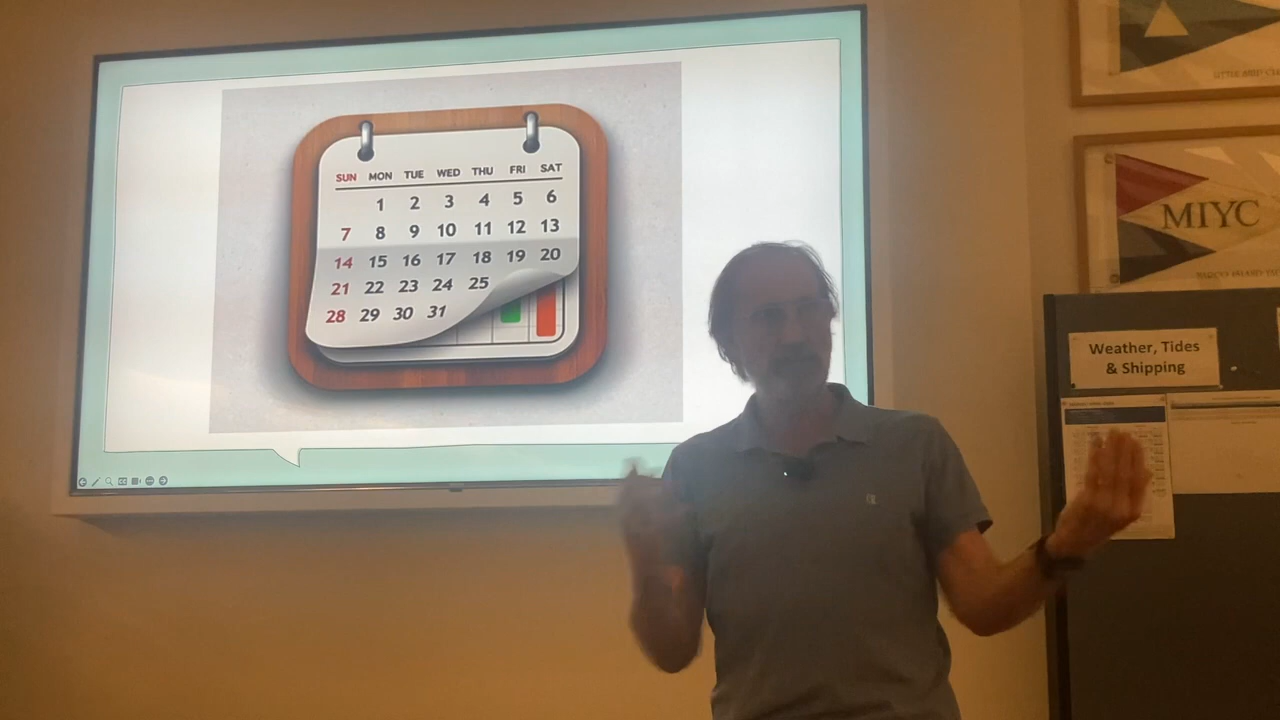 SUN MON TUE WED THU FRI SAT
1 2 3 4 5 6
7 8 9 10 11 12 13
14 15 16 17 18 19 20
21 22 23 24 25
28 29 30 31
MIYC
Weather, Tides
& Shipping